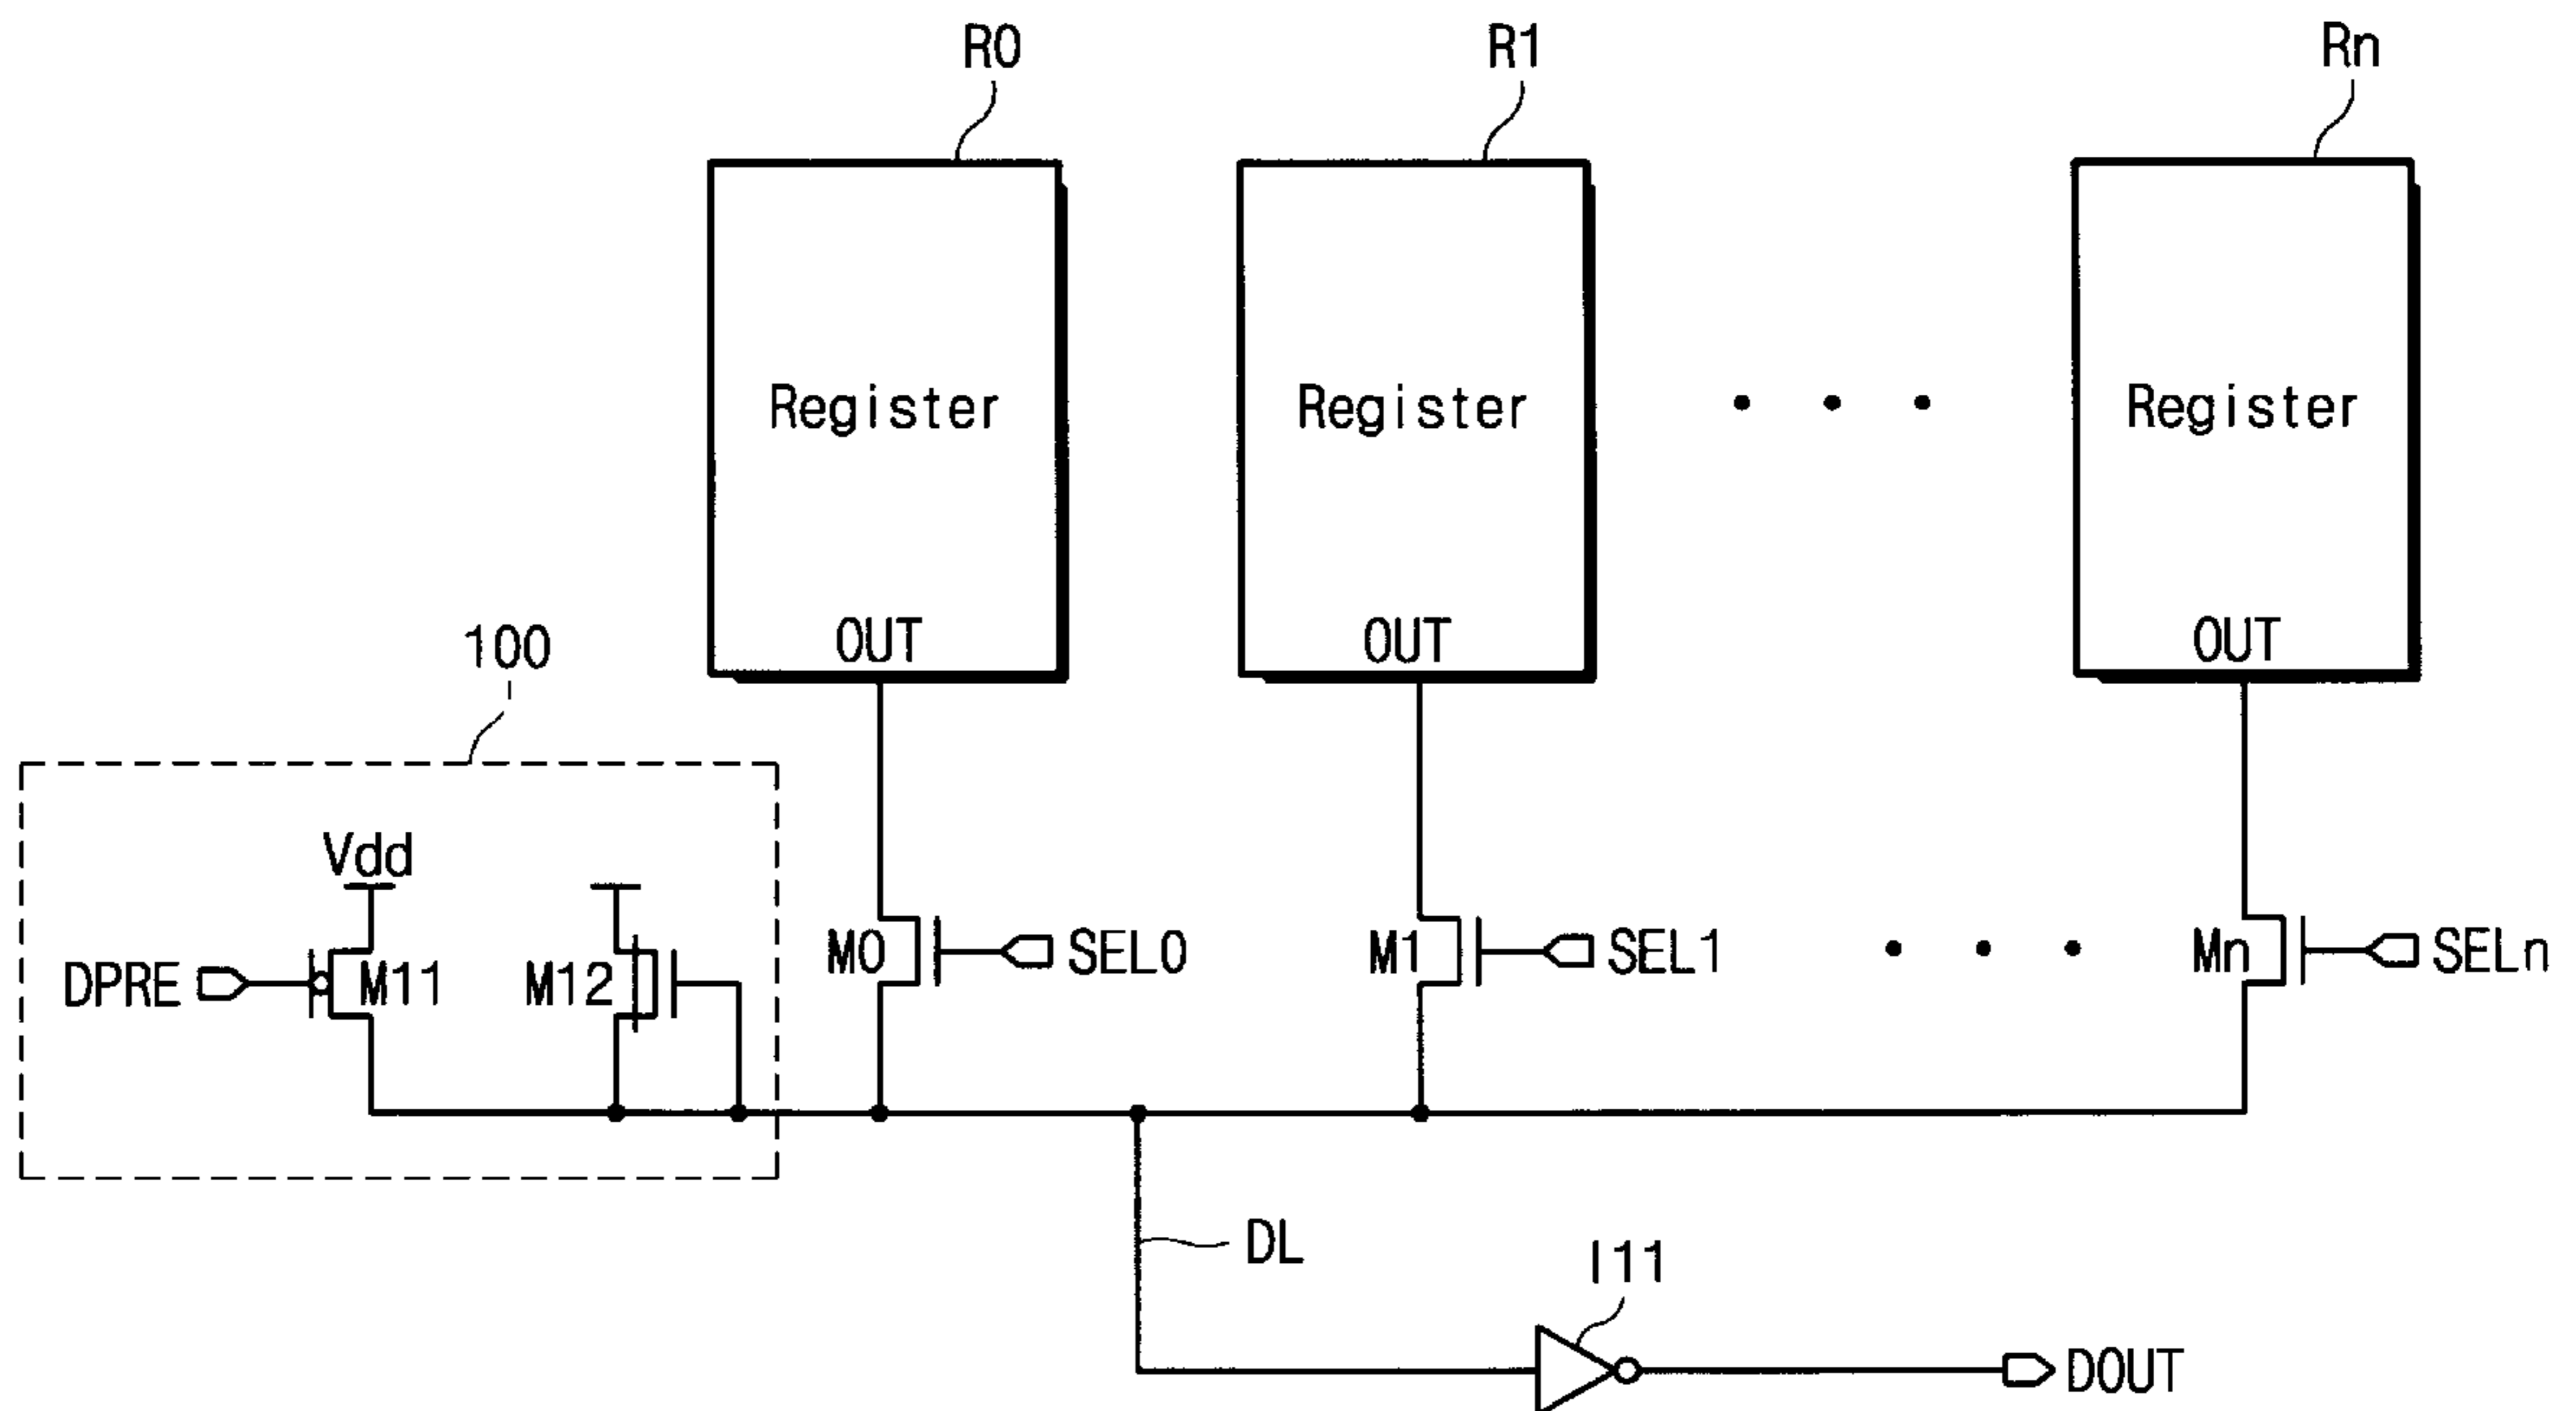 R0
R1
Rn
Register
Register
Register
OUT
OUT
OUT
100
Vdd
DPRE
M11
M12
M0
SEL0
M1
SEL1
Mn
SELn
DL
I11
DOUT